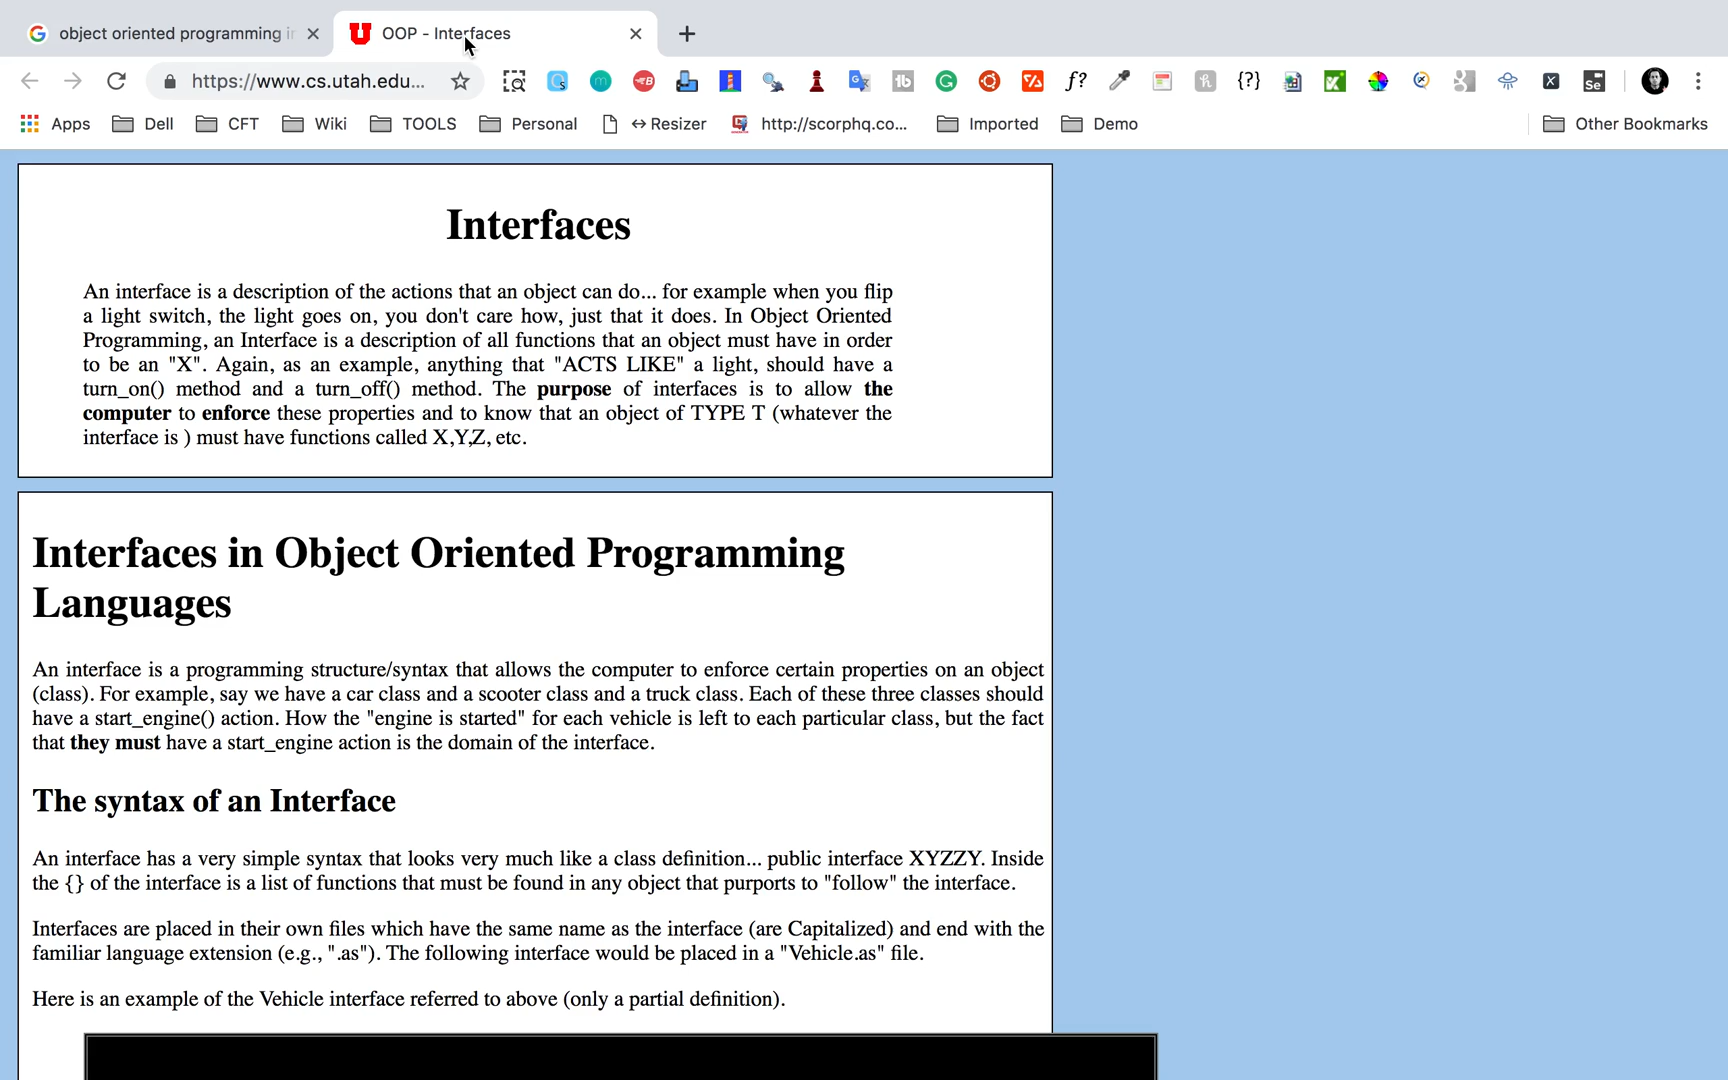 object oriented programming i
OOP - Interfaces
https://www.cs.utah.edu...
Apps
Dell
CFT
Wiki
TOOLS
Personal
↔Resizer
http://scorphq.co...
Imported
Demo
Other Bookmarks
Interfaces
An interface is a description of the actions that an object can do... for example when you flip
a light switch, the light goes on, you don't care how, just that it does. In Object Oriented
Programming, an Interface is a description of all functions that an object must have in order
to be an "X". Again, as an example, anything that "ACTS LIKE" a light, should have a
turn_on() method and a turn_off() method. The purpose of interfaces is to allow the
computer to enforce these properties and to know that an object of TYPE T (whatever the
interface is ) must have functions called X,Y,Z, etc.
Interfaces in Object Oriented Programming
Languages
An interface is a programming structure/syntax that allows the computer to enforce certain properties on an object
(class). For example, say we have a car class and a scooter class and a truck class. Each of these three classes should
have a start_engine() action. How the "engine is started" for each vehicle is left to each particular class, but the fact
that they must have a start_engine action is the domain of the interface.
The syntax of an Interface
An interface has a very simple syntax that looks very much like a class definition... public interface XYZZY. Inside
the {} of the interface is a list of functions that must be found in any object that purports to "follow" the interface.
Interfaces are placed in their own files which have the same name as the interface (are Capitalized) and end with the
familiar language extension (e.g., ".as"). The following interface would be placed in a "Vehicle.as" file.
Here is an example of the Vehicle interface referred to above (only a partial definition).